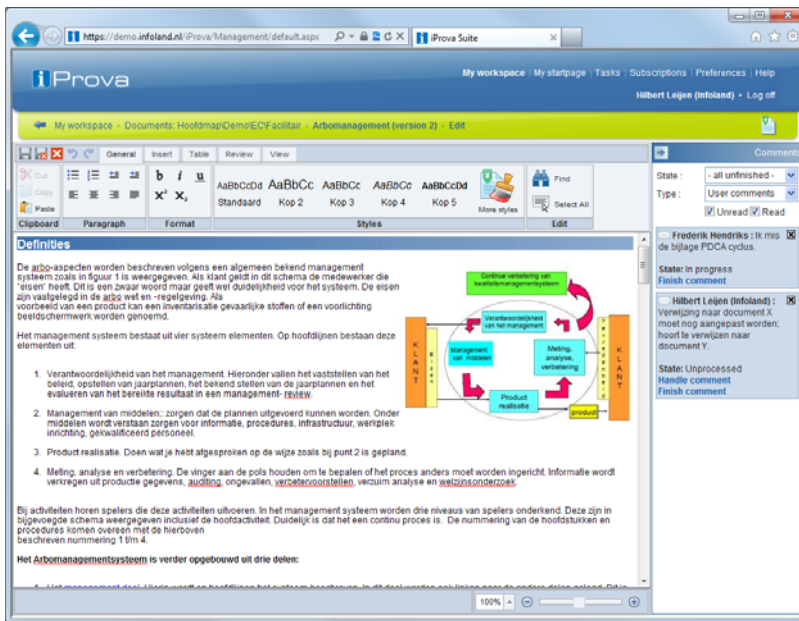 https://demo.infoland.nl/iProva/Management/default.aspx
iProva Suite
iProva
My workspace | My startpage | Tasks | Subscriptions | Preferences | Help
Hilbert Leijen (Infoland) • Log off
My workspace - Documents: Hoofdmap\Demo\EC\Facilitair - Arbomanagement (version 2) - Edit
General Insert Table Review View
Comments
Cut
Copy
Paste
Clipboard
Paragraph
b i u
X² X₂
Format
AaBbCcDd AaBbCc AaBbCc AaBbCc AaBbCcDd
Standaard Kop 2 Kop 3 Kop 4 Kop 5
More styles
Styles
Find
Select All
Edit
State : - all unfinished -
Type : User comments
Unread Read
Frederik Hendriks : Ik mis
de bijlage PDCA cyclus.
State: In progress
Finish comment
Hilbert Leijen (Infoland) :
Verwijzing naar document X
moet nog aangepast worden;
hoort te verwijzen naar
document Y.
State: Unprocessed
Handle comment
Finish comment
Definities
De arbo-aspecten worden beschreven volgens een algemeen bekend management
systeem zoals in figuur 1 is weergegeven. Als klant geldt in dit schema de medewerker die
'eisen' heeft. Dit is een zwaar woord maar geeft wel duidelijkheid voor het systeem. De eisen
zijn vastgelegd in de arbo wet en -regelgeving. Als
voorbeeld van een product kan een inventarisatie gevaarlijke stoffen of een voorlichting
beeldschermwerk worden genoemd.
Het management systeem bestaat uit vier systeem elementen. Op hoofdlijnen bestaan deze
elementen uit:
1. Verantwoordelijkheid van het management. Hieronder vallen het vaststellen van het
beleid, opstellen van jaarplannen, het bekend stellen van de jaarplannen en het
evalueren van het bereikte resultaat in een management- review.
2. Management van middelen;: zorgen dat de plannen uitgevoerd kunnen worden. Onder
middelen wordt verstaan zorgen voor informatie, procedures, infrastructuur, werkplek
inrichting, gekwalificeerd personeel.
3. Product realisatie. Doen wat je hebt afgesproken op de wijze zoals bij punt 2 is gepland.
4. Meting, analyse en verbetering. De vinger aan de pols houden om te bepalen of het proces anders moet worden ingericht. Informatie wordt
verkregen uit productie gegevens, auditing, ongevallen, verbetervoorstellen, verzuim analyse en welzijnsonderzoek.
Continue verbetering van
kwaliteitsmanagementsysteem
Verantwoordelijkheid
van het management
Management
van middelen
Meting,
analyse,
verbetering
Product
realisatie
product
KLANT
Eisen
Tevredenheid
KLANT
Bij activiteiten horen spelers die deze activiteiten uitvoeren. In het management systeem worden drie niveaus van spelers onderkend. Deze zijn in
bijgevoegde schema weergegeven inclusief de hoofdactiviteit. Duidelijk is dat het een continu proces is. De nummering van de hoofdstukken en
procedures komen overeen met de hierboven
beschreven nummering 1 t/m 4.
Het Arbomanagementsysteem is verder opgebouwd uit drie delen:
100%